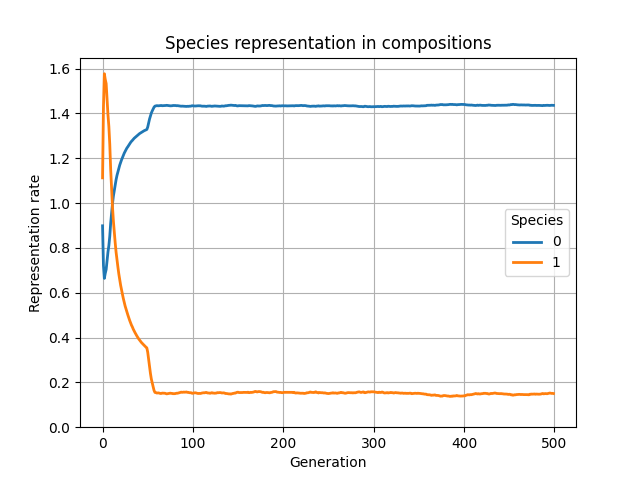 Species representation in compositions
1.6
1.4
1.2
1.0
0.8
0.6
0.4
0.2
0.0
Representation rate
Species
0
1
0 100 200 300 400 500
Generation